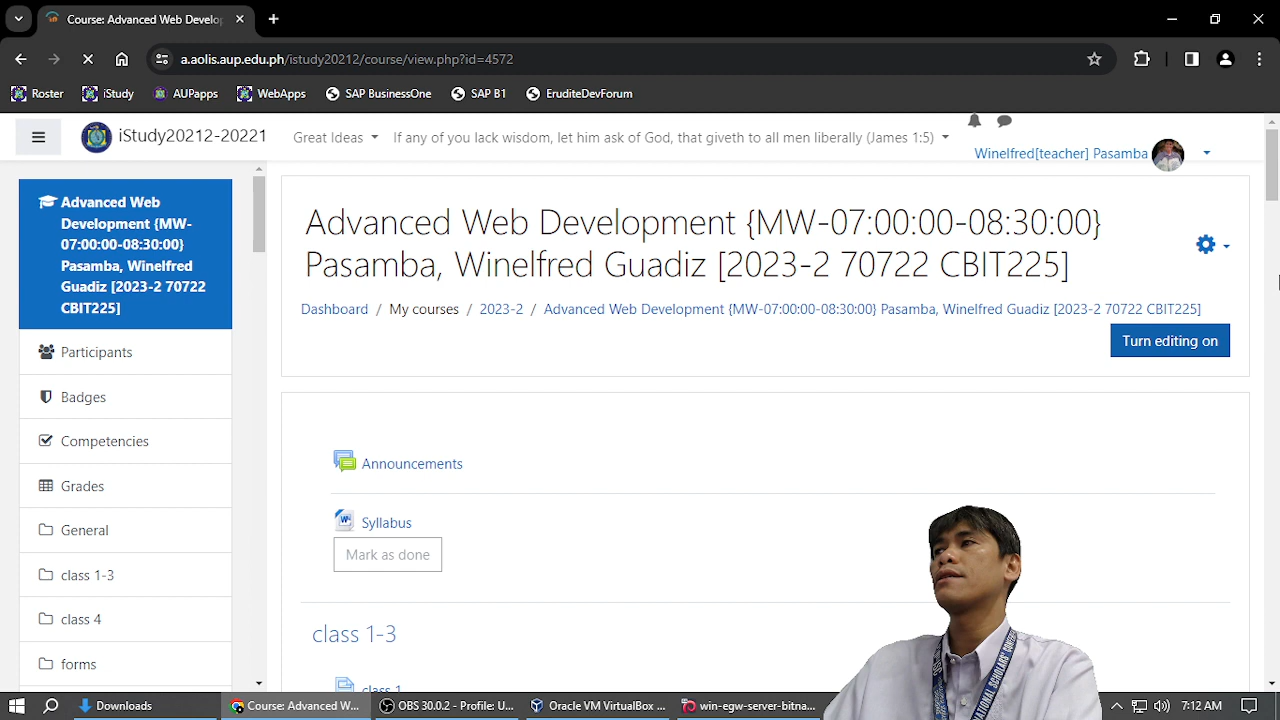 Course: Advanced Web Develop
a.aolis.aup.edu.ph/istudy20212/course/view.php?id=4572
Roster iStudy AUPapps WebApps SAP BusinessOne SAP B1 EruditeDevForum
iStudy20212-20221 Great Ideas If any of you lack wisdom, let him ask of God, that giveth to all men liberally (James 1:5)
Winelfred[teacher] Pasamba
Advanced Web
Development {MW-
07:00:00-08:30:00}
Pasamba, Winelfred
Guadiz [2023-2 70722
CBIT225]
Participants
Badges
Competencies
Grades
General
class 1-3
class 4
forms
Advanced Web Development {MW-07:00:00-08:30:00}
Pasamba, Winelfred Guadiz [2023-2 70722 CBIT225]
Dashboard / My courses / 2023-2 / Advanced Web Development {MW-07:00:00-08:30:00} Pasamba, Winelfred Guadiz [2023-2 70722 CBIT225]
Turn editing on
Announcements
Syllabus
Mark as done
class 1-3
class 1
Downloads Course: Advanced W... OBS 30.0.2 - Profile: U... Oracle VM VirtualBox ... win-egw-server-bitna... 7:12 AM